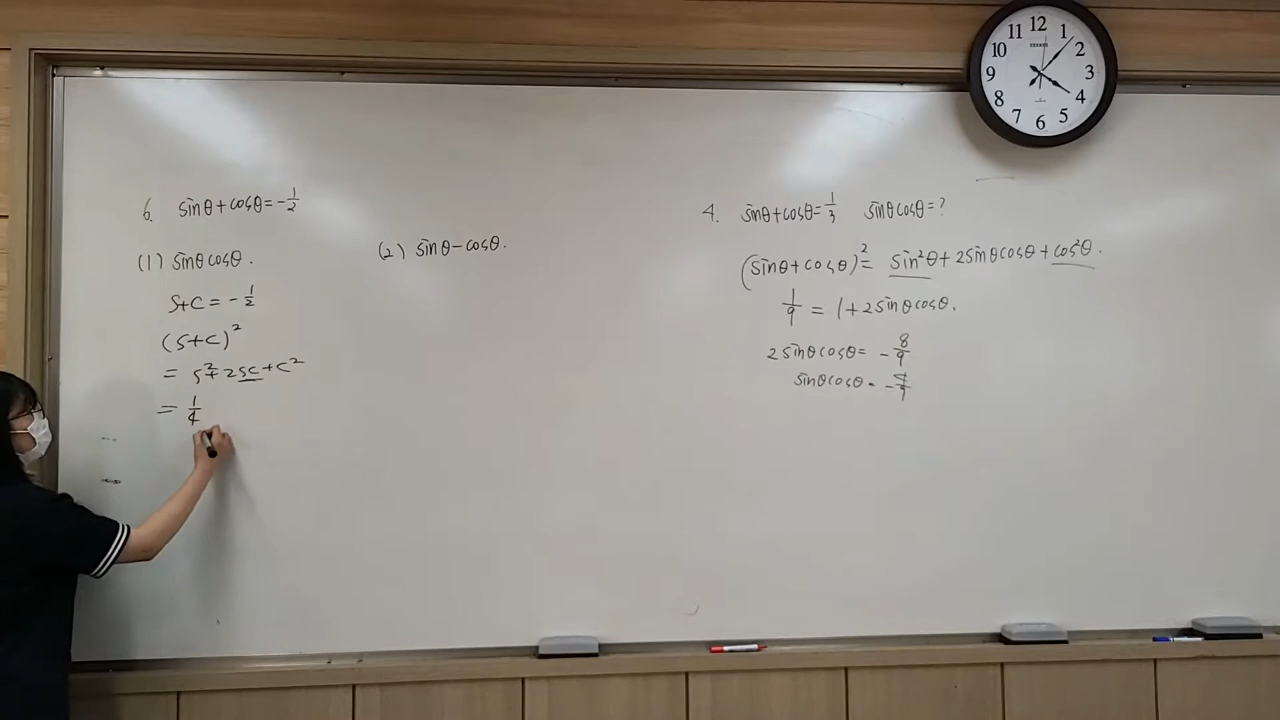 6. sinθ+cosθ=-1/2
(1) sinθcosθ.
s+c = -1/2
(s+c)²
= s²+2sc+c²
= 1/4
(2) sinθ-cosθ.
4. sinθ+cosθ=1/3 sinθcosθ=?
(sinθ+cosθ)²= sin²θ+2sinθcosθ+cos²θ.
1/9 = 1+2sinθcosθ.
2sinθcosθ= -8/9
sinθcosθ= -4/9
12
1
2
3
4
5
6
7
8
9
10
11